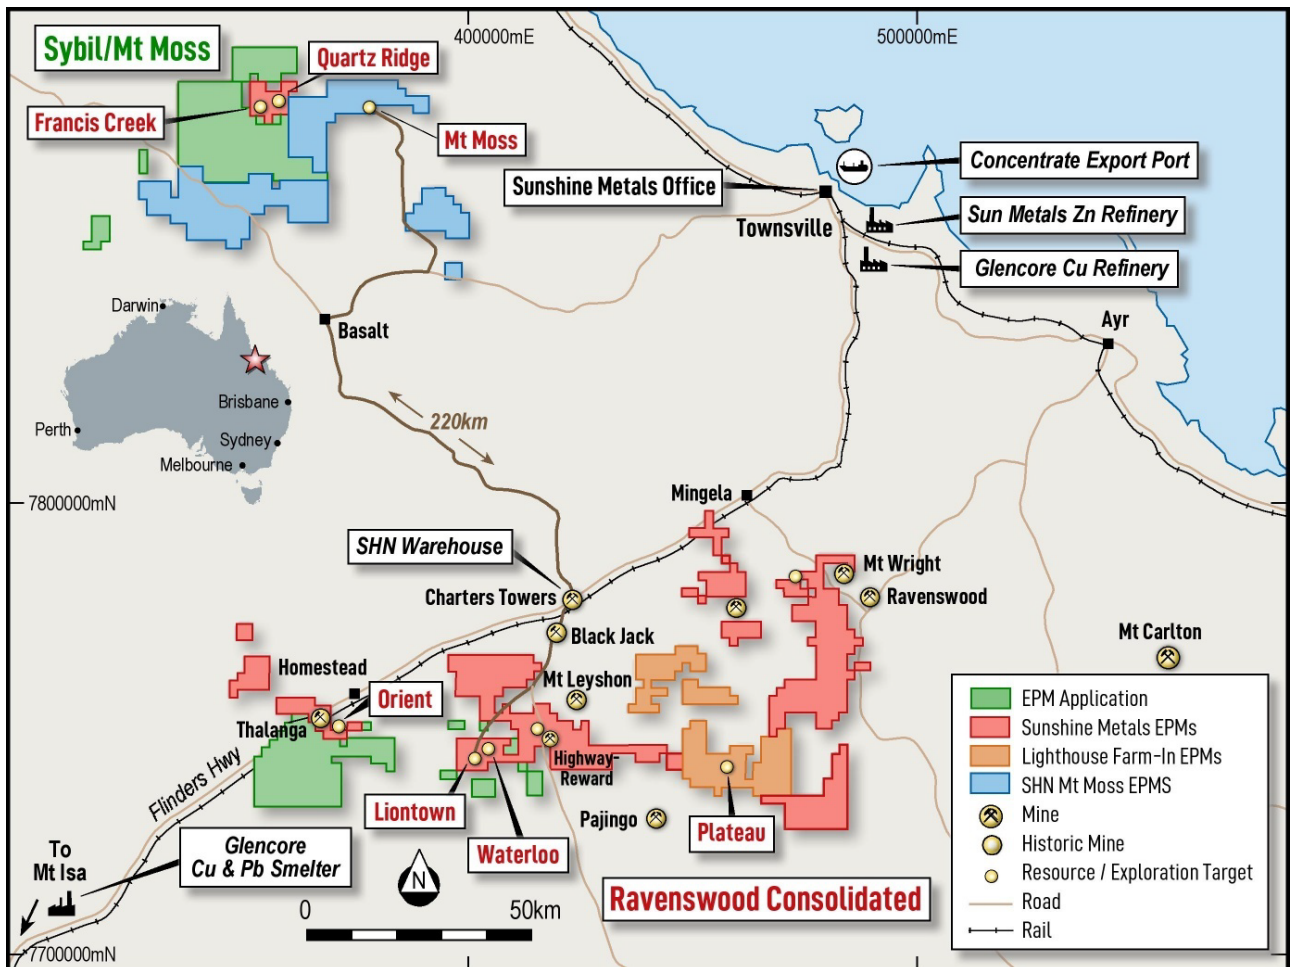 400000mE
500000mE
Sybil/Mt Moss
Quartz Ridge
Francis Creek
Mt Moss
Concentrate Export Port
Sunshine Metals Office
Sun Metals Zn Refinery
Townsville
Glencore Cu Refinery
Darwin
Basalt
Ayr
Brisbane
220km
Perth
Sydney
Melbourne
7800000mN
Mingela
SHN Warehouse
Mt Wright
Charters Towers
Ravenswood
Black Jack
Mt Carlton
Homestead
Mt Leyshon
Orient
Thalanga
Highway-
Reward
Flinders Hwy
Liontown
Pajingo
Plateau
Waterloo
Glencore
Cu & Pb Smelter
To
Mt Isa
N
Ravenswood Consolidated
0
50km
7700000mN
EPM Application
Sunshine Metals EPMs
Lighthouse Farm-In EPMs
SHN Mt Moss EPMS
Mine
Historic Mine
Resource / Exploration Target
Road
Rail